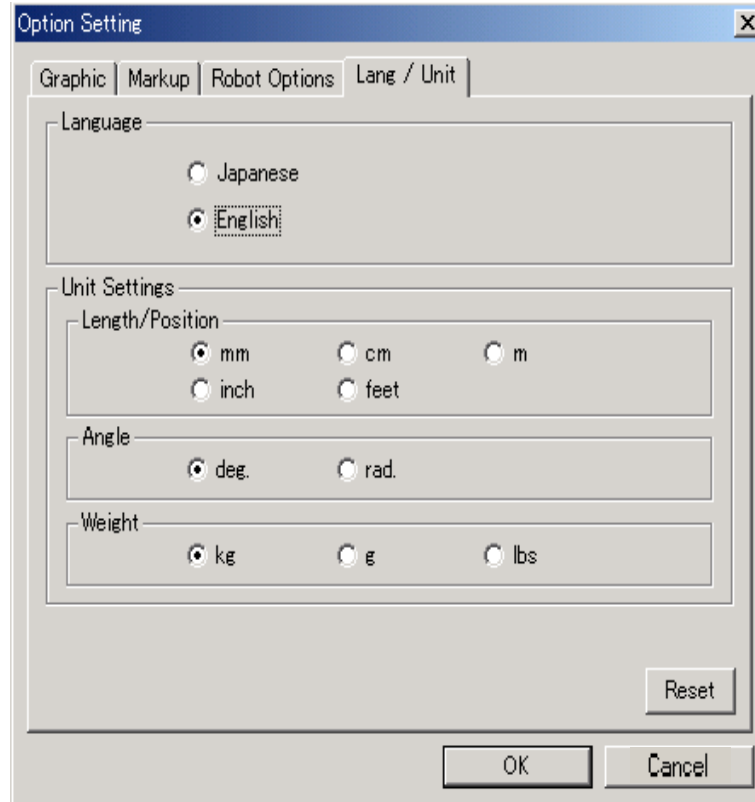 Option Setting
Graphic Markup Robot Options Lang / Unit
Language
Japanese
English
Unit Settings
Length/Position
mm cm m
inch feet
Angle
deg. rad.
Weight
kg g lbs
Reset
OK Cancel